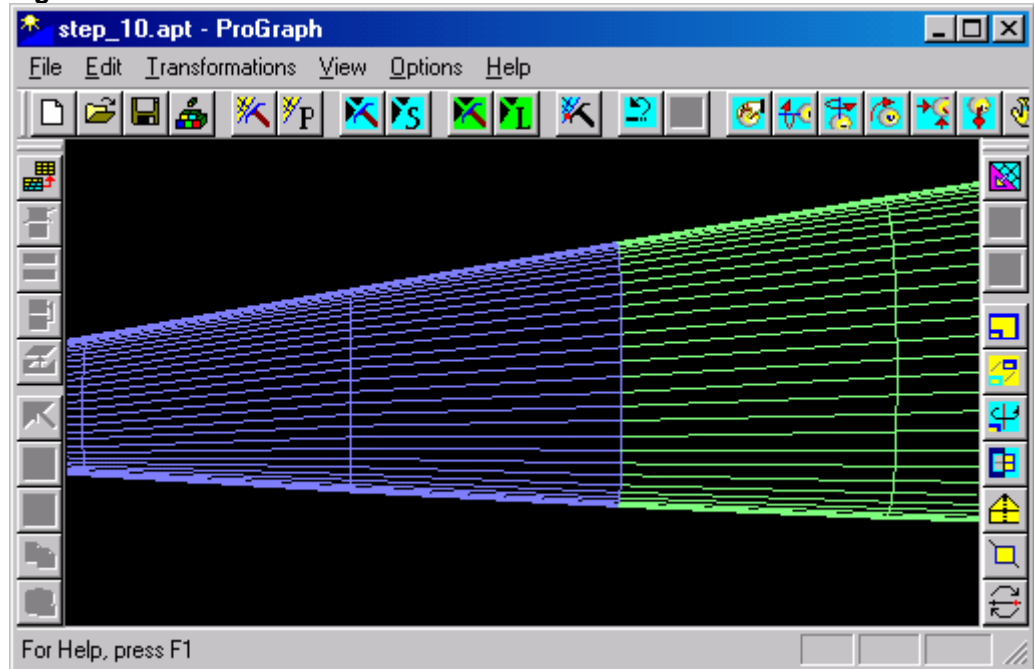 step_10.apt - ProGraph
File Edit Transformations View Options Help
P S L
For Help, press F1